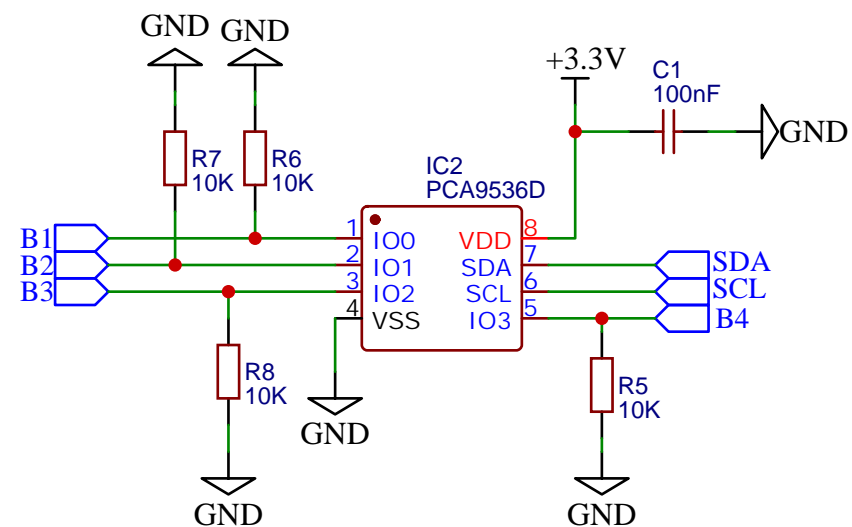 GND
GND
+3.3V
C1
100nF
GND
R7
10K
R6
10K
IC2
PCA9536D
B1
1
IO0
VDD
8
B2
2
IO1
SDA
7
SDA
B3
3
IO2
SCL
6
SCL
4
VSS
IO3
5
B4
R8
10K
R5
10K
GND
GND
GND